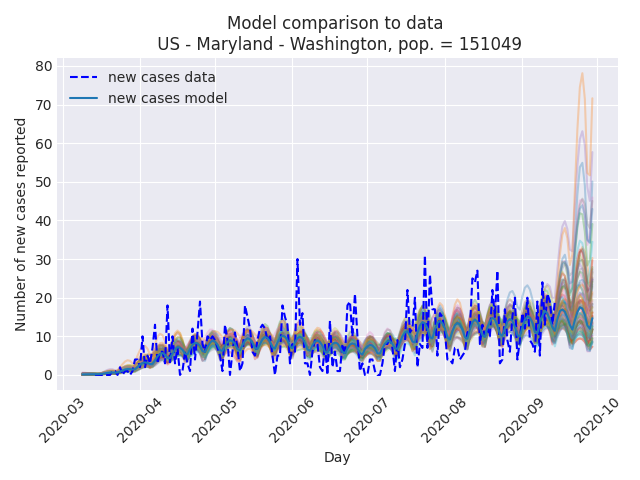 Model comparison to data
US - Maryland - Washington, pop. = 151049
new cases data
new cases model
Number of new cases reported
80
70
60
50
40
30
20
10
0
2020-03
2020-04
2020-05
2020-06
2020-07
2020-08
2020-09
2020-10
Day